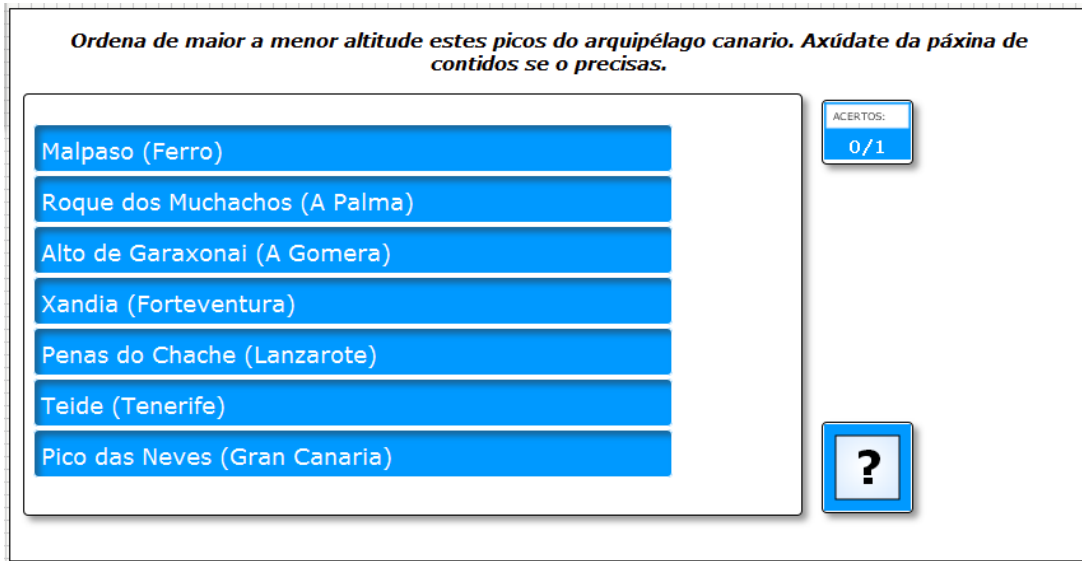 Ordena de maior a menor altitude estes picos do arquipélago canario. Axúdate da páxina de
contidos se o precisas.
Malpaso (Ferro)
Roque dos Muchachos (A Palma)
Alto de Garaxonai (A Gomera)
Xandia (Forteventura)
Penas do Chache (Lanzarote)
Teide (Tenerife)
Pico das Neves (Gran Canaria)
ACERTOS:
0/1
?